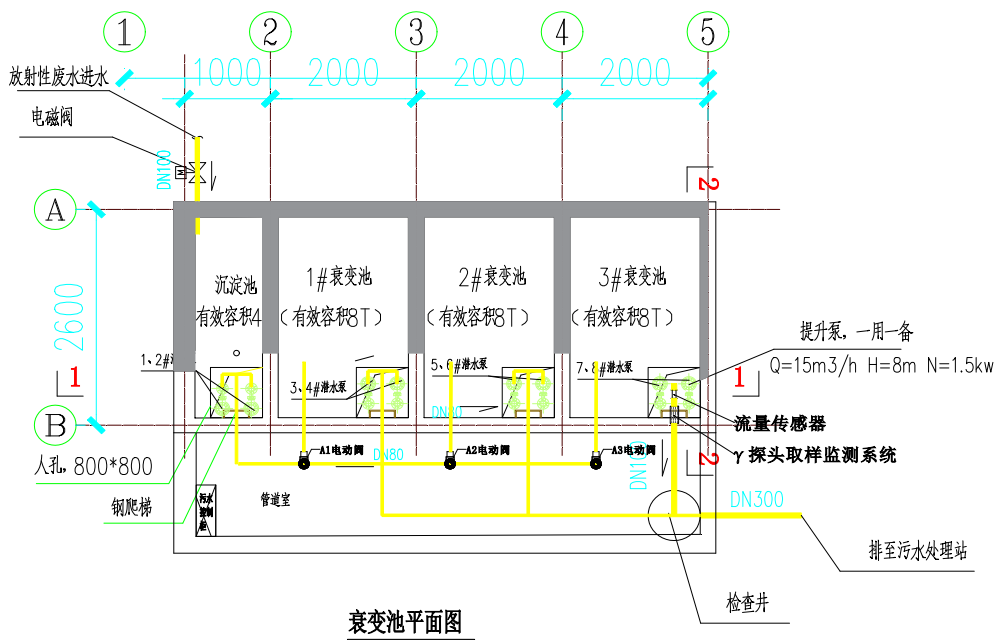 1
2
3
4
5
放射性废水进水
1000
2000
2000
2000
电磁阀
DN100
M
2
A
2600
沉淀池
有效容积4
1#衰变池
(有效容积8T)
2#衰变池
(有效容积8T)
3#衰变池
(有效容积8T)
提升泵，一用一备
Q=15m3/h H=8m N=1.5kw
1、2#
3、4#潜水泵
5、6#潜水泵
7、8#潜水泵
1
1
DN80
流量传感器
B
人孔，800*800
A1电动阀
DN80
A2电动阀
A3电动阀
DN100
γ探头取样监测系统
2
钢爬梯
管道室
DN300
排至污水处理站
检查井
衰变池平面图